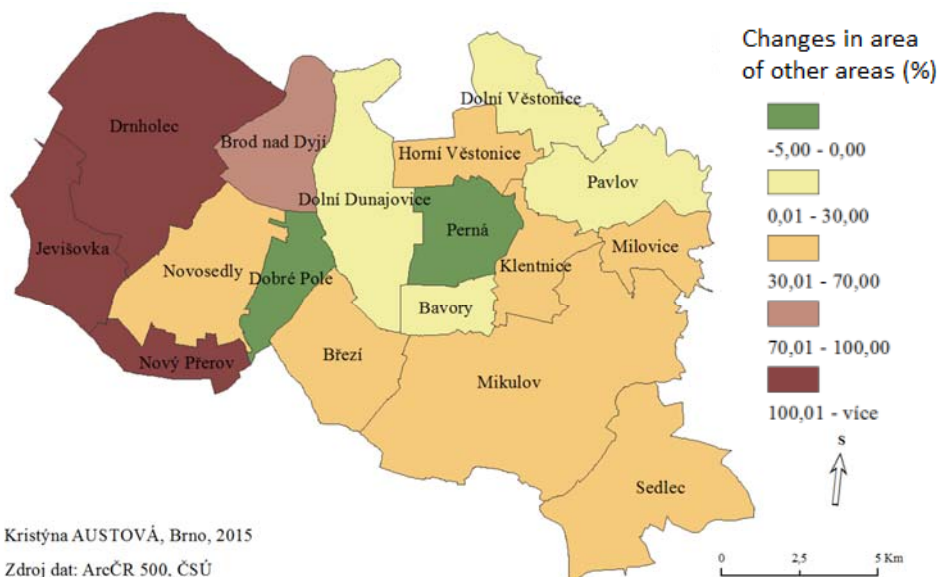 Changes in area
of other areas (%)
-5,00 - 0,00
0,01 - 30,00
30,01 - 70,00
70,01 - 100,00
100,01 - více
Dolní Věstonice
Drnholec
Brod nad Dyjí
Horní Věstonice
Pavlov
Dolní Dunajovice
Perná
Jevišovka
Milovice
Klentnice
Novosedly
Dobré Pole
Bavory
Nový Přerov
Březí
Mikulov
Sedlec
S
Kristýna AUSTOVÁ, Brno, 2015
Zdroj dat: ArcČR 500, ČSÚ
0 2,5 5 Km